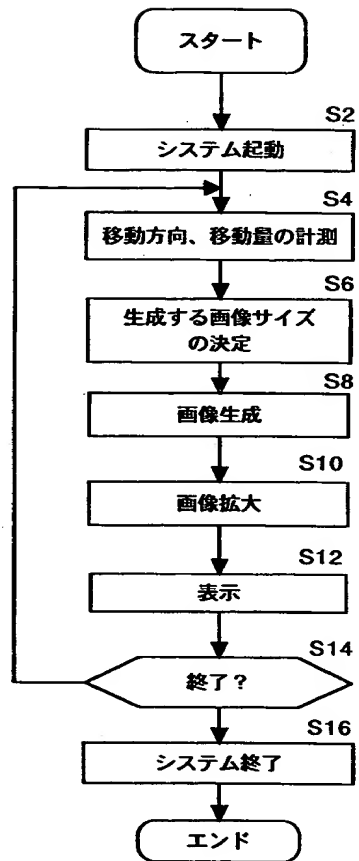 スタート
S2
システム起動
S4
移動方向、移動量の計測
S6
生成する画像サイズ
の決定
S8
画像生成
S10
画像拡大
S12
表示
S14
終了？
S16
システム終了
エンド